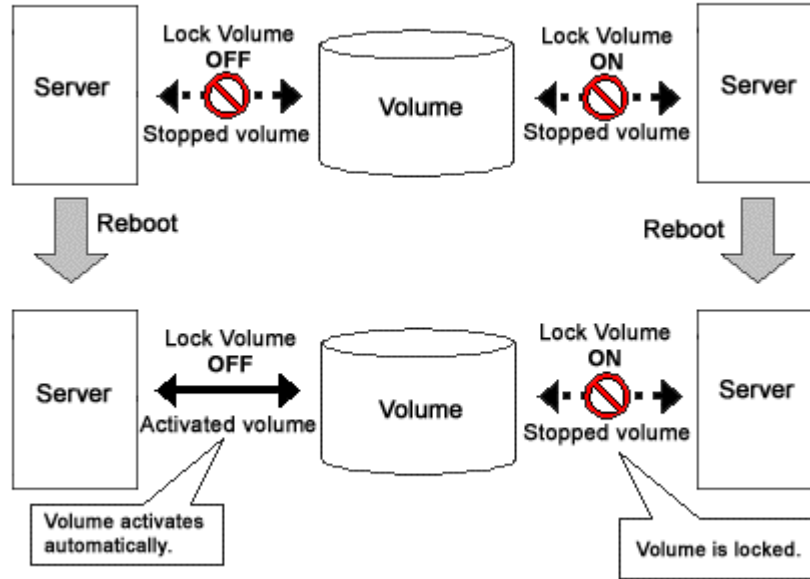 Lock Volume
OFF
Server
Stopped volume
Volume
Lock Volume
ON
Stopped volume
Server
Reboot
Reboot
Server
Lock Volume
OFF
Activated volume
Volume
Lock Volume
ON
Stopped volume
Server
Volume activates
automatically.
Volume is locked.